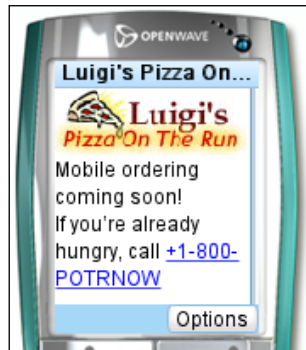 OPENWAVE
Luigi's Pizza On...
Luigi's
Pizza On The Run
Mobile ordering
coming soon!
If you're already
hungry, call +1-800-
POTRNOW
Options